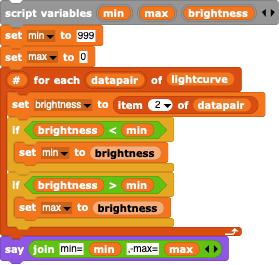 script variables min max brightness
set min to 999
set max to 0
# for each datapair of lightcurve
set brightness to item 2 of datapair
if brightness < min
set min to brightness
if brightness > max
set max to brightness
say join min= min ,·max= max